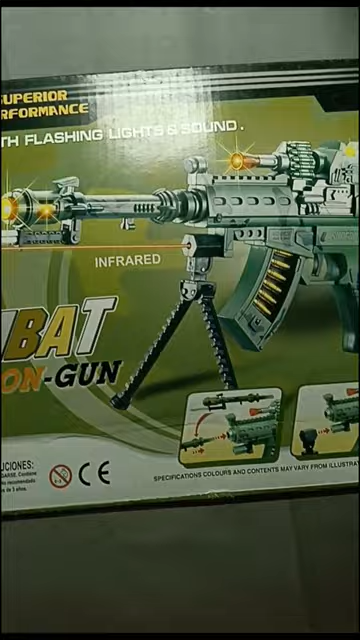 SUPERIOR
RFORMANCE
TH FLASHING LIGHTS & SOUND.
INFRARED
BAT
ON-GUN
UCIONES:
CE
SPECIFICATIONS COLOURS AND CONTENTS MAY VARY FROM ILLUSTRAT